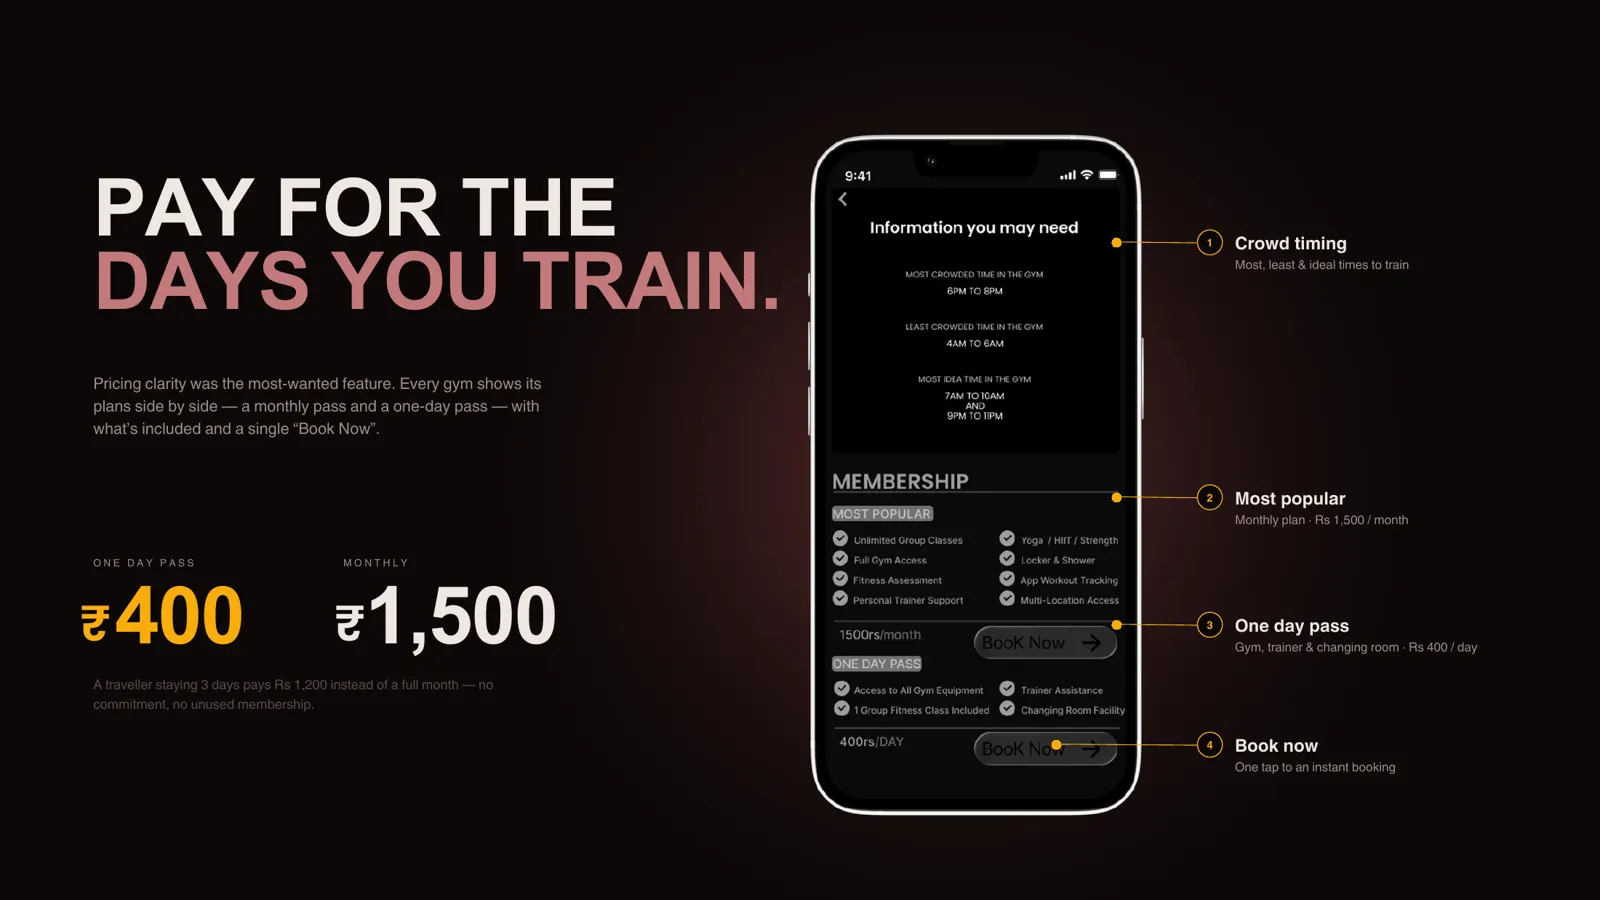 PAY FOR THE
DAYS YOU TRAIN.
Pricing clarity was the most-wanted feature. Every gym shows its
plans side by side — a monthly pass and a one-day pass — with
what's included and a single “Book Now”.
ONE DAY PASS
₹400
MONTHLY
₹1,500
A traveller staying 3 days pays Rs 1,200 instead of a full month — no
commitment, no unused membership.
9:41
Information you may need
MOST CROWDED TIME IN THE GYM
6PM TO 8PM
LEAST CROWDED TIME IN THE GYM
4AM TO 6AM
MOST IDEA TIME IN THE GYM
7AM TO 10AM
AND
9PM TO 11PM
MEMBERSHIP
MOST POPULAR
Unlimited Group Classes
Yoga / HIIT / Strength
Full Gym Access
Locker & Shower
Fitness Assessment
App Workout Tracking
Personal Trainer Support
Multi-Location Access
1500rs/month
BooK Now
ONE DAY PASS
Access to All Gym Equipment
Trainer Assistance
1 Group Fitness Class Included
Changing Room Facility
400rs/DAY
BooK Now
1
Crowd timing
Most, least & ideal times to train
2
Most popular
Monthly plan · Rs 1,500 / month
3
One day pass
Gym, trainer & changing room · Rs 400 / day
4
Book now
One tap to an instant booking